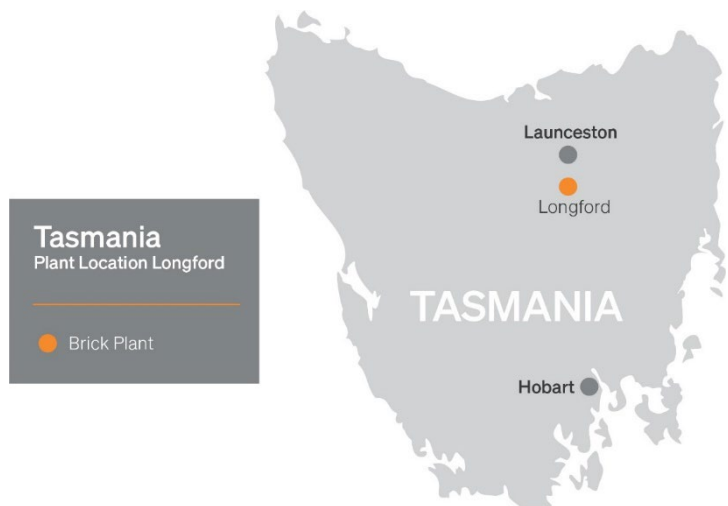 Launceston
Longford
Tasmania
Plant Location Longford
Brick Plant
TASMANIA
Hobart